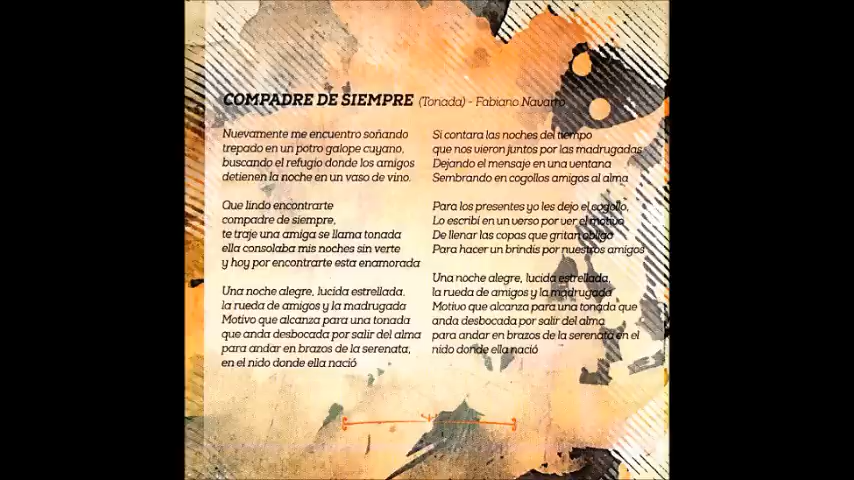 COMPADRE DE SIEMPRE (Tonada) - Fabiano Navarro
Nuevamente me encuentro soñando
trepado en un potro galope cuyano,
buscando el refugio donde los amigos
detienen la noche en un vaso de vino.
Que lindo encontrarte
compadre de siempre,
te traje una amiga se llama tonada
ella consolaba mis noches sin verte
y hoy por encontrarte esta enamorada
Una noche alegre, lucida estrellada,
la rueda de amigos y la madrugada
Motivo que alcanza para una tonada
que anda desbocada por salir del alma
para andar en brazos de la serenata,
en el nido donde ella nació
Si contara las noches del tiempo
que nos vieron juntos por las madrugadas
Dejando el mensaje en una ventana
Sembrando en cogollos amigos al alma
Para los presentes yo les dejo el cogollo,
Lo escribí en un verso por ver el motivo
De llenar las copas que gritan obligo
Para hacer un brindis por nuestros amigos
Una noche alegre, lucida estrellada,
la rueda de amigos y la madrugada
Motivo que alcanza para una tonada que
anda desbocada por salir del alma
para andar en brazos de la serenata en el
nido donde ella nació